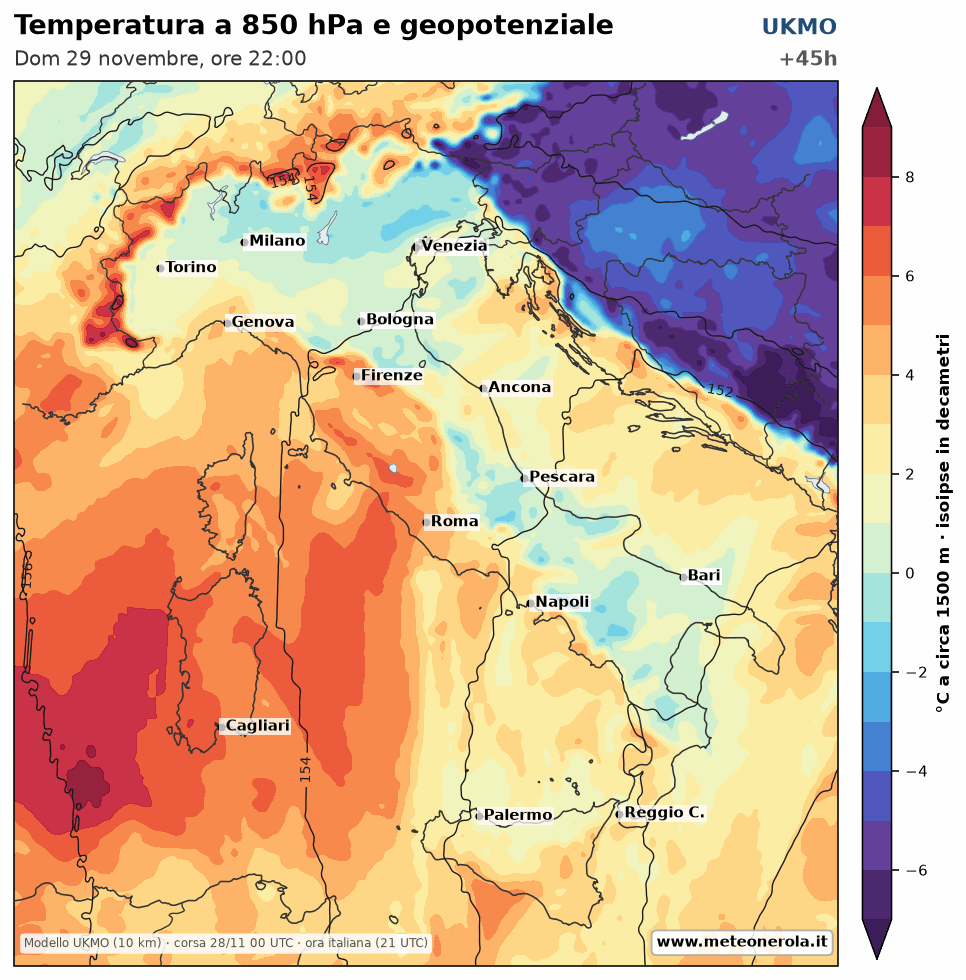 Temperatura a 850 hPa e geopotenziale
UKMO
Dom 29 novembre, ore 22:00
+45h
154
154
Milano
Venezia
Torino
Genova
Bologna
Firenze
Ancona
152
Pescara
Roma
156
Bari
Napoli
Cagliari
154
Palermo
Reggio C.
8
6
4
2
0
−2
−4
−6
°C a circa 1500 m · isoipse in decametri
Modello UKMO (10 km) · corsa 28/11 00 UTC · ora italiana (21 UTC)
www.meteonerola.it